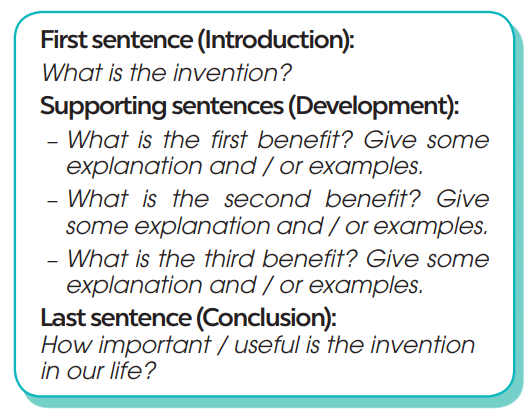 First sentence (Introduction):
What is the invention?
Supporting sentences (Development):
– What is the first benefit? Give some
explanation and / or examples.
– What is the second benefit? Give
some explanation and / or examples.
– What is the third benefit? Give some
explanation and / or examples.
Last sentence (Conclusion):
How important / useful is the invention
in our life?